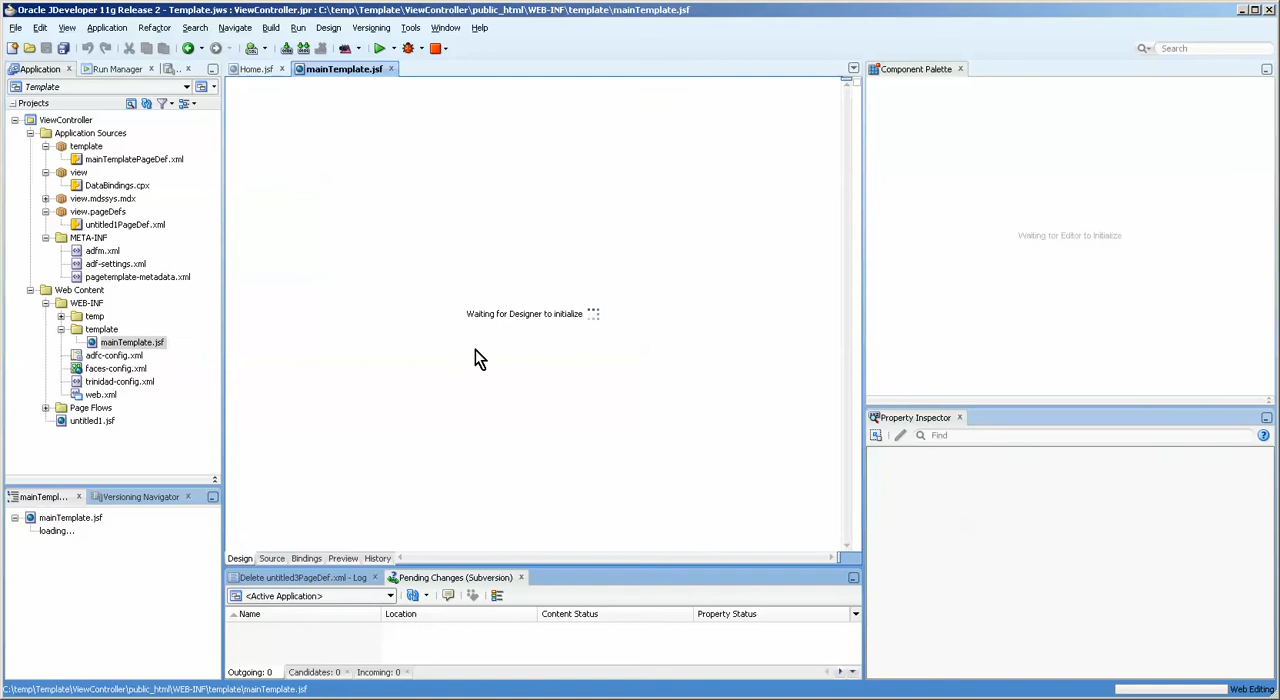 Oracle JDeveloper 11g Release 2 - Template.jws : ViewController.jpr : C:\temp\Template\ViewController\public_html\WEB-INF\template\mainTemplate.jsf
File Edit View Application Refactor Search Navigate Build Run Design Versioning Tools Window Help
Search
Application Run Manager ...
Home.jsf mainTemplate.jsf
Component Palette
Template
Projects
ViewController
Application Sources
template
mainTemplatePageDef.xml
view
DataBindings.cpx
view.mdssys.mdx
view.pageDefs
untitled1PageDef.xml
META-INF
adfm.xml
adf-settings.xml
pagetemplate-metadata.xml
Web Content
WEB-INF
temp
template
mainTemplate.jsf
adfc-config.xml
faces-config.xml
trinidad-config.xml
web.xml
Page Flows
untitled1.jsf
Waiting for Designer to initialize
Waiting for Editor to Initialize
Property Inspector
Find
mainTempl... Versioning Navigator
mainTemplate.jsf
loading...
Design Source Bindings Preview History
Delete untitled3PageDef.xml - Log Pending Changes (Subversion)
<Active Application>
Name Location Content Status Property Status
Outgoing: 0 Candidates: 0 Incoming: 0
C:\temp\Template\ViewController\public_html\WEB-INF\template\mainTemplate.jsf
Web Editing